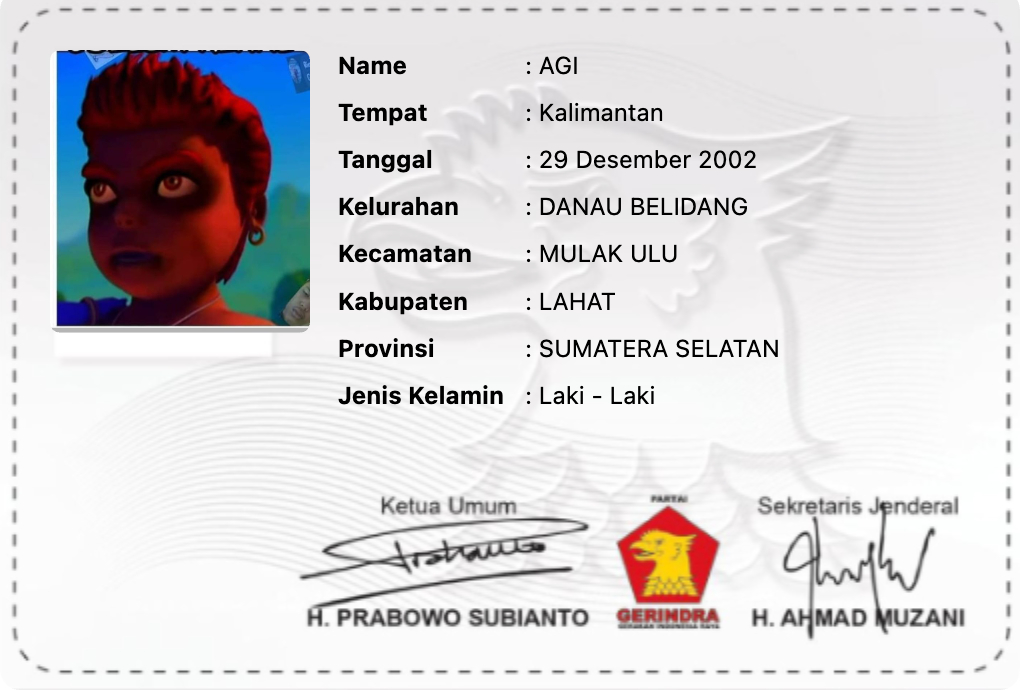 Name : AGI
Tempat : Kalimantan
Tanggal : 29 Desember 2002
Kelurahan : DANAU BELIDANG
Kecamatan : MULAK ULU
Kabupaten : LAHAT
Provinsi : SUMATERA SELATAN
Jenis Kelamin : Laki - Laki
Ketua Umum
PARTAI
Sekretaris Jenderal
H. PRABOWO SUBIANTO
GERINDRA
GERAKAN INDONESIA RAYA
H. AHMAD MUZANI